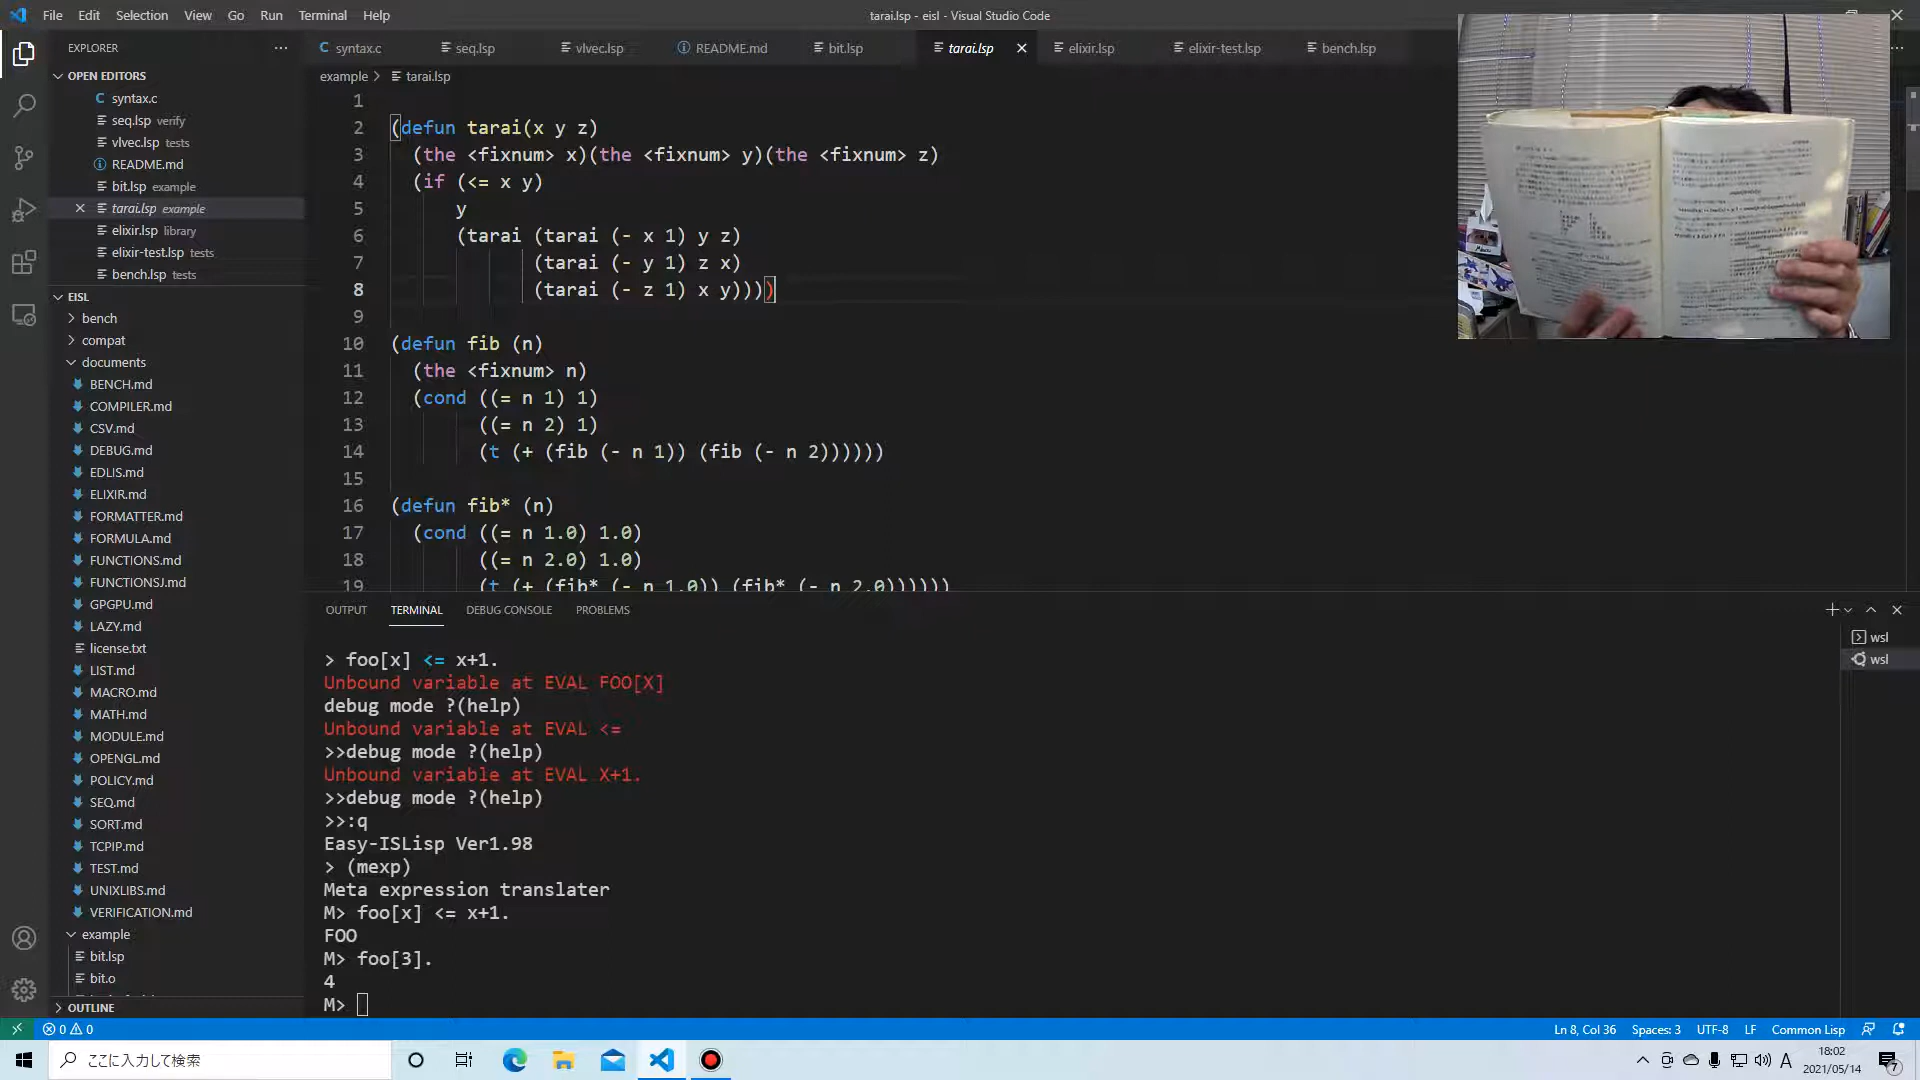 File Edit Selection View Go Run Terminal Help
tarai.lsp - eisl - Visual Studio Code
EXPLORER
OPEN EDITORS
syntax.c
seq.lsp verify
vlvec.lsp tests
README.md
bit.lsp example
tarai.lsp example
elixir.lsp library
elixir-test.lsp tests
bench.lsp tests
EISL
bench
compat
documents
BENCH.md
COMPILER.md
CSV.md
DEBUG.md
EDLIS.md
ELIXIR.md
FORMATTER.md
FORMULA.md
FUNCTIONS.md
FUNCTIONSJ.md
GPGPU.md
LAZY.md
license.txt
LIST.md
MACRO.md
MATH.md
MODULE.md
OPENGL.md
POLICY.md
SEQ.md
SORT.md
TCPIP.md
TEST.md
UNIXLIBS.md
VERIFICATION.md
example
bit.lsp
bit.o
OUTLINE
syntax.c seq.lsp vlvec.lsp README.md bit.lsp tarai.lsp elixir.lsp elixir-test.lsp bench.lsp
example > tarai.lsp
1
2 (defun tarai(x y z)
3 (the <fixnum> x)(the <fixnum> y)(the <fixnum> z)
4 (if (<= x y)
5 y
6 (tarai (tarai (- x 1) y z)
7 (tarai (- y 1) z x)
8 (tarai (- z 1) x y))))
9
10 (defun fib (n)
11 (the <fixnum> n)
12 (cond ((= n 1) 1)
13 ((= n 2) 1)
14 (t (+ (fib (- n 1)) (fib (- n 2))))))
15
16 (defun fib* (n)
17 (cond ((= n 1.0) 1.0)
18 ((= n 2.0) 1.0)
19 (t (+ (fib* (- n 1.0)) (fib* (- n 2.0))))))
OUTPUT TERMINAL DEBUG CONSOLE PROBLEMS
> foo[x] <= x+1.
Unbound variable at EVAL FOO[X]
debug mode ?(help)
Unbound variable at EVAL <=
>>debug mode ?(help)
Unbound variable at EVAL X+1.
>>debug mode ?(help)
>>:q
Easy-ISLisp Ver1.98
> (mexp)
Meta expression translater
M> foo[x] <= x+1.
FOO
M> foo[3].
4
M>
wsl
wsl
0 0
Ln 8, Col 36 Spaces: 3 UTF-8 LF Common Lisp
ここに入力して検索
A
18:02
2021/05/14
7